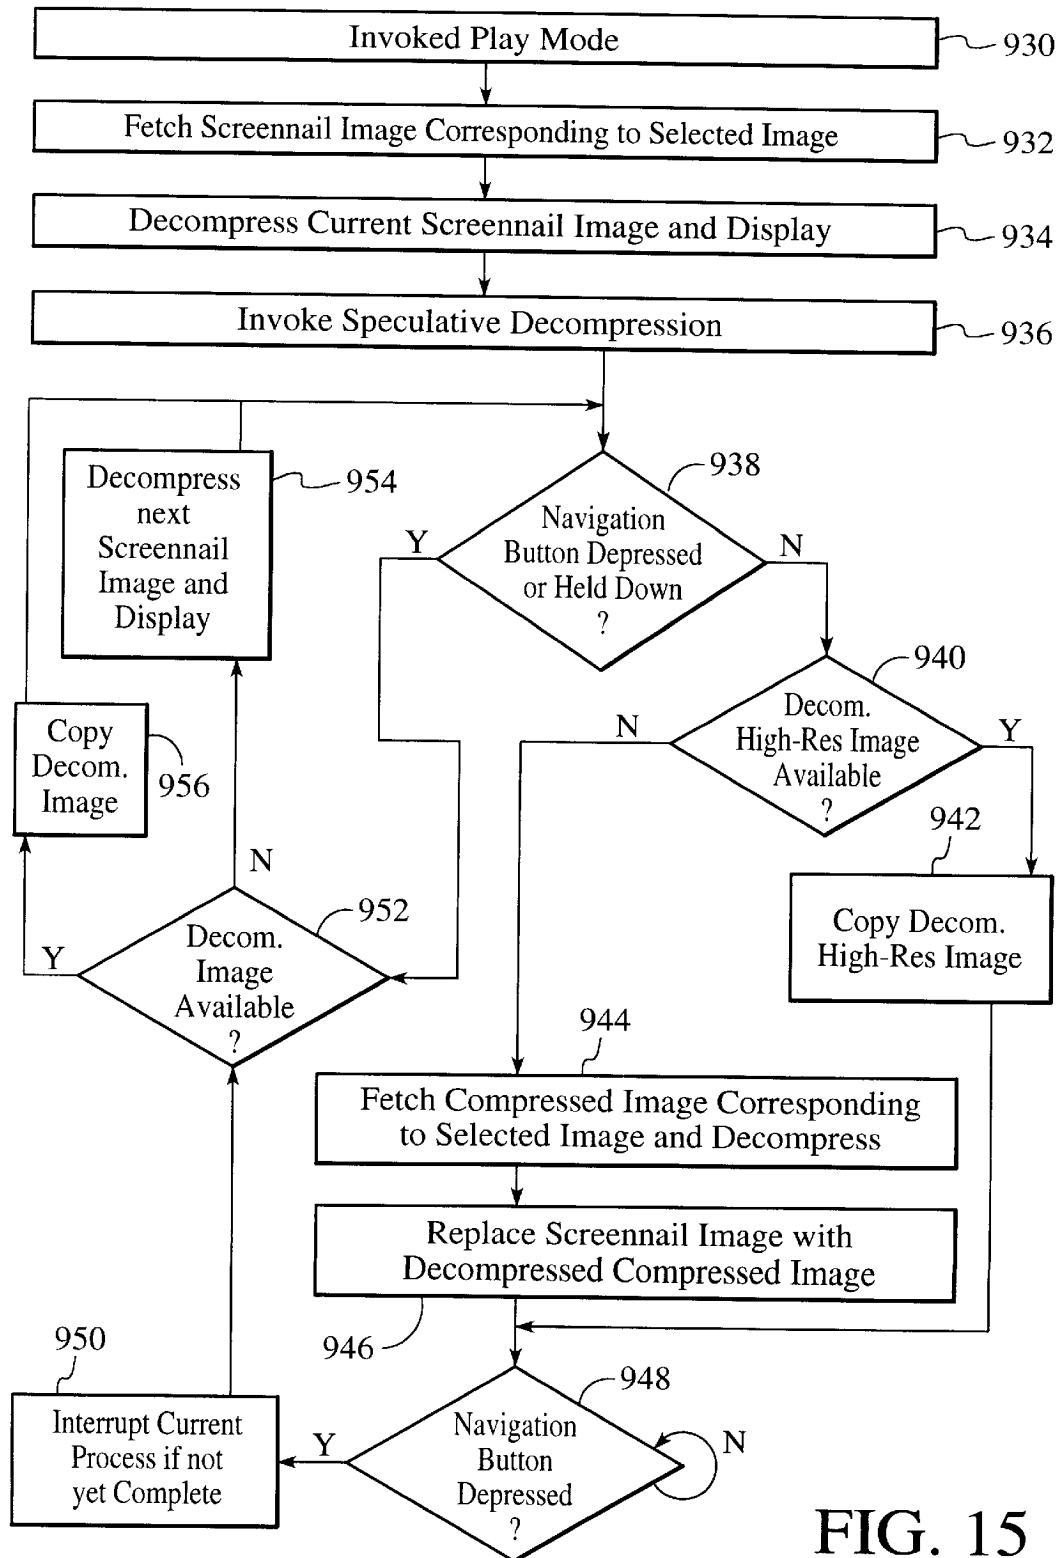 Invoked Play Mode
930
Fetch Screennail Image Corresponding to Selected Image
932
Decompress Current Screennail Image and Display
934
Invoke Speculative Decompression
936
Decompress
next
Screennail
Image and
Display
954
938
Navigation
Button Depressed
or Held Down
?
Y
N
940
Decom.
High-Res Image
Available
?
N
Y
Copy
Decom.
Image
956
942
Copy Decom.
High-Res Image
N
952
Decom.
Image
Available
?
Y
944
Fetch Compressed Image Corresponding
to Selected Image and Decompress
Replace Screennail Image with
Decompressed Compressed Image
946
950
Interrupt Current
Process if not
yet Complete
Y
948
Navigation
Button
Depressed
?
N
FIG. 15